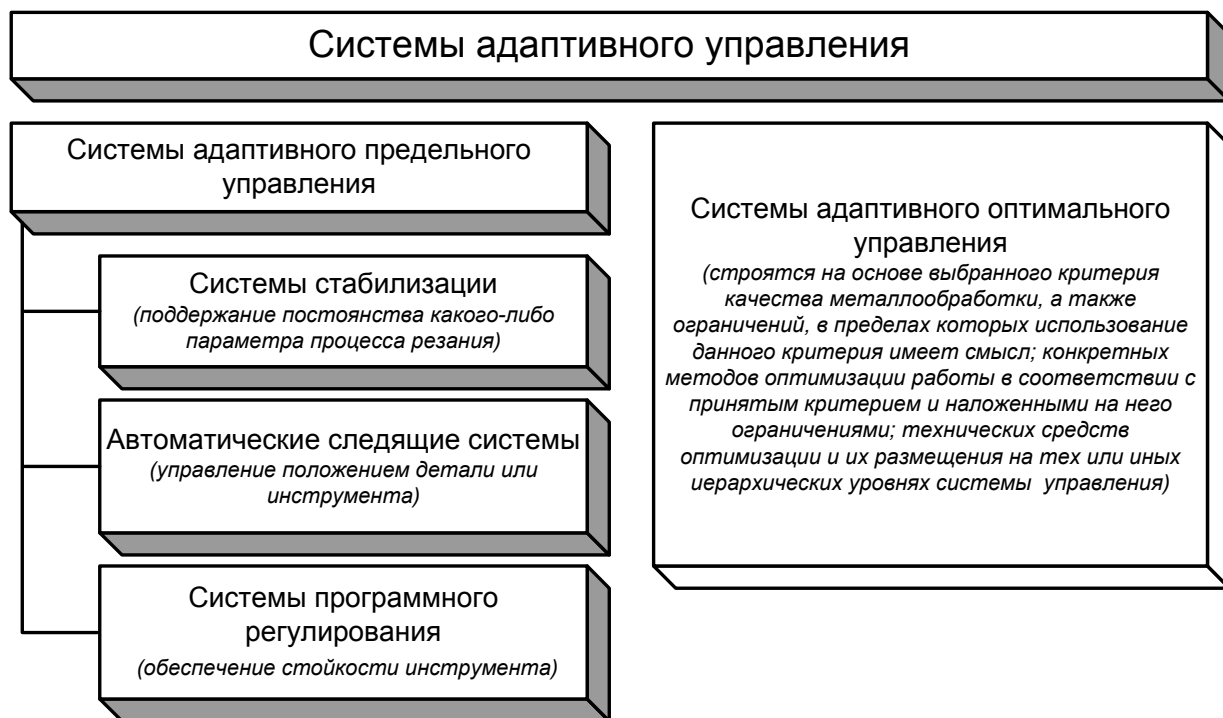 Системы адаптивного управления
Системы адаптивного предельного
управления
Системы стабилизации
(поддержание постоянства какого-либо
параметра процесса резания)
Автоматические следящие системы
(управление положением детали или
инструмента)
Системы программного
регулирования
(обеспечение стойкости инструмента)
Системы адаптивного оптимального
управления
(строятся на основе выбранного критерия
качества металлообработки, а также
ограничений, в пределах которых использование
данного критерия имеет смысл; конкретных
методов оптимизации работы в соответствии с
принятым критерием и наложенными на него
ограничениями; технических средств
оптимизации и их размещения на тех или иных
иерархических уровнях системы управления)